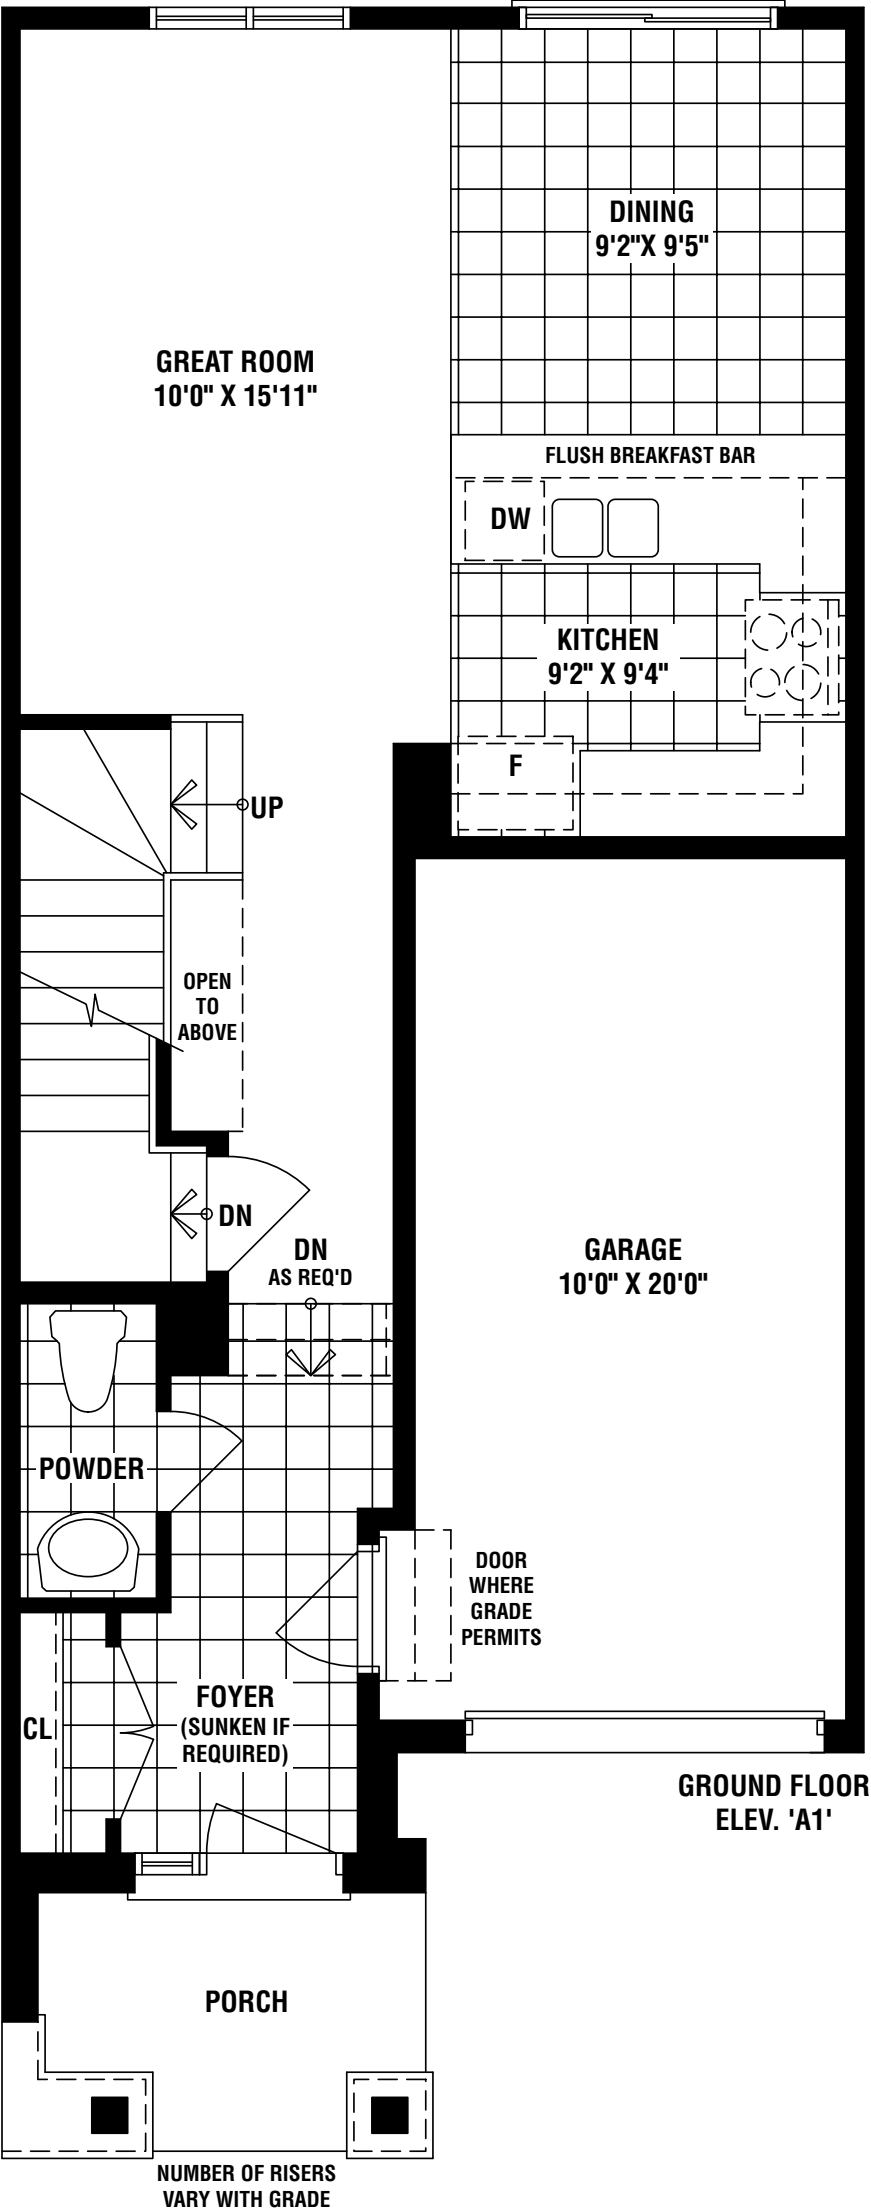 DINING
9'2"X 9'5"
GREAT ROOM
10'0" X 15'11"
FLUSH BREAKFAST BAR
DW
KITCHEN
9'2" X 9'4"
F
UP
OPEN
TO
ABOVE
DN
DN
AS REQ'D
GARAGE
10'0" X 20'0"
POWDER
DOOR
WHERE
GRADE
PERMITS
FOYER
(SUNKEN IF
REQUIRED)
CL
GROUND FLOOR
ELEV. 'A1'
PORCH
NUMBER OF RISERS
VARY WITH GRADE